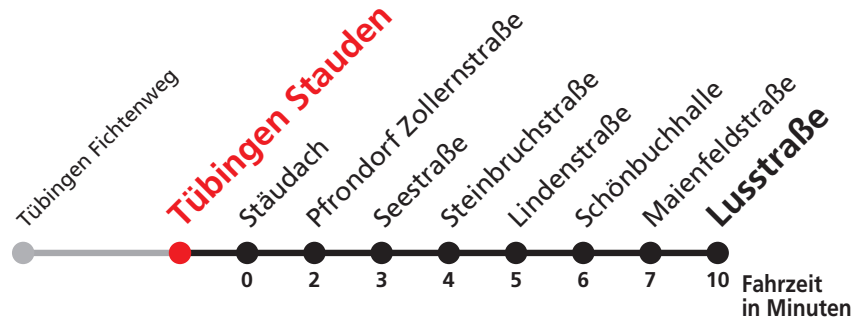 Tübingen Fichtenweg
Tübingen Stauden
Stäudach
Pfrondorf Zollernstraße
Seestraße
Steinbruchstraße
Lindenstraße
Schönbuchhalle
Maienfeldstraße
Lusstraße
0 2 3 4 5 6 7 10 Fahrzeit
in Minuten